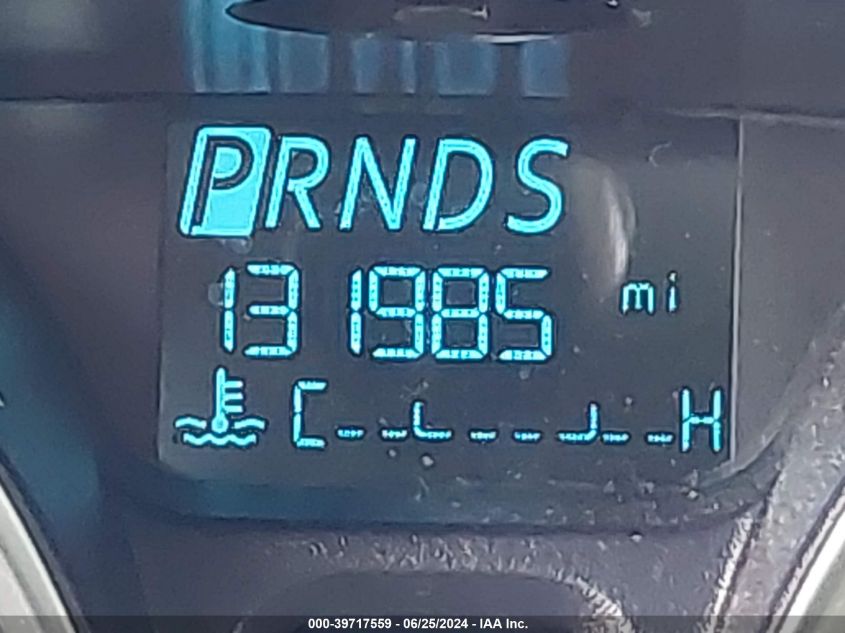 PRNDS
131985 mi
C H
000-39717559 - 06/25/2024 - IAA Inc.